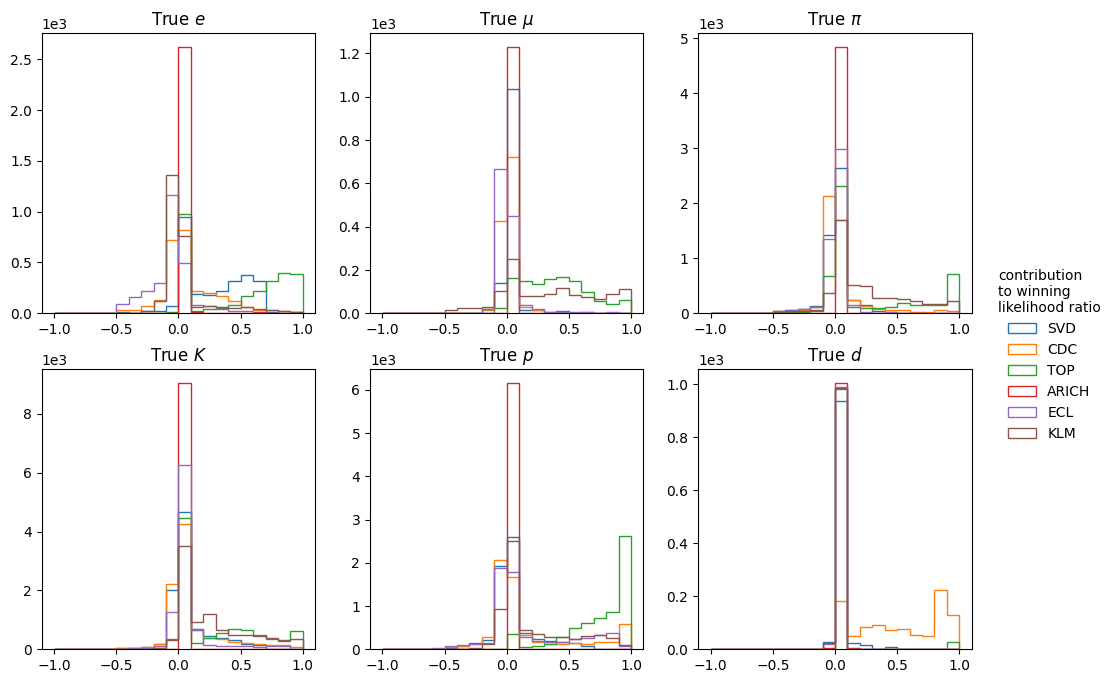 True e
1e3
2.5
2.0
1.5
1.0
0.5
0.0
−1.0 −0.5 0.0 0.5 1.0
True μ
1e3
1.2
1.0
0.8
0.6
0.4
0.2
0.0
−1.0 −0.5 0.0 0.5 1.0
True π
1e3
5
4
3
2
1
0
−1.0 −0.5 0.0 0.5 1.0
True K
1e3
8
6
4
2
0
−1.0 −0.5 0.0 0.5 1.0
True p
1e3
6
5
4
3
2
1
0
−1.0 −0.5 0.0 0.5 1.0
True d
1e3
1.0
0.8
0.6
0.4
0.2
0.0
−1.0 −0.5 0.0 0.5 1.0
contribution
to winning
likelihood ratio
SVD
CDC
TOP
ARICH
ECL
KLM